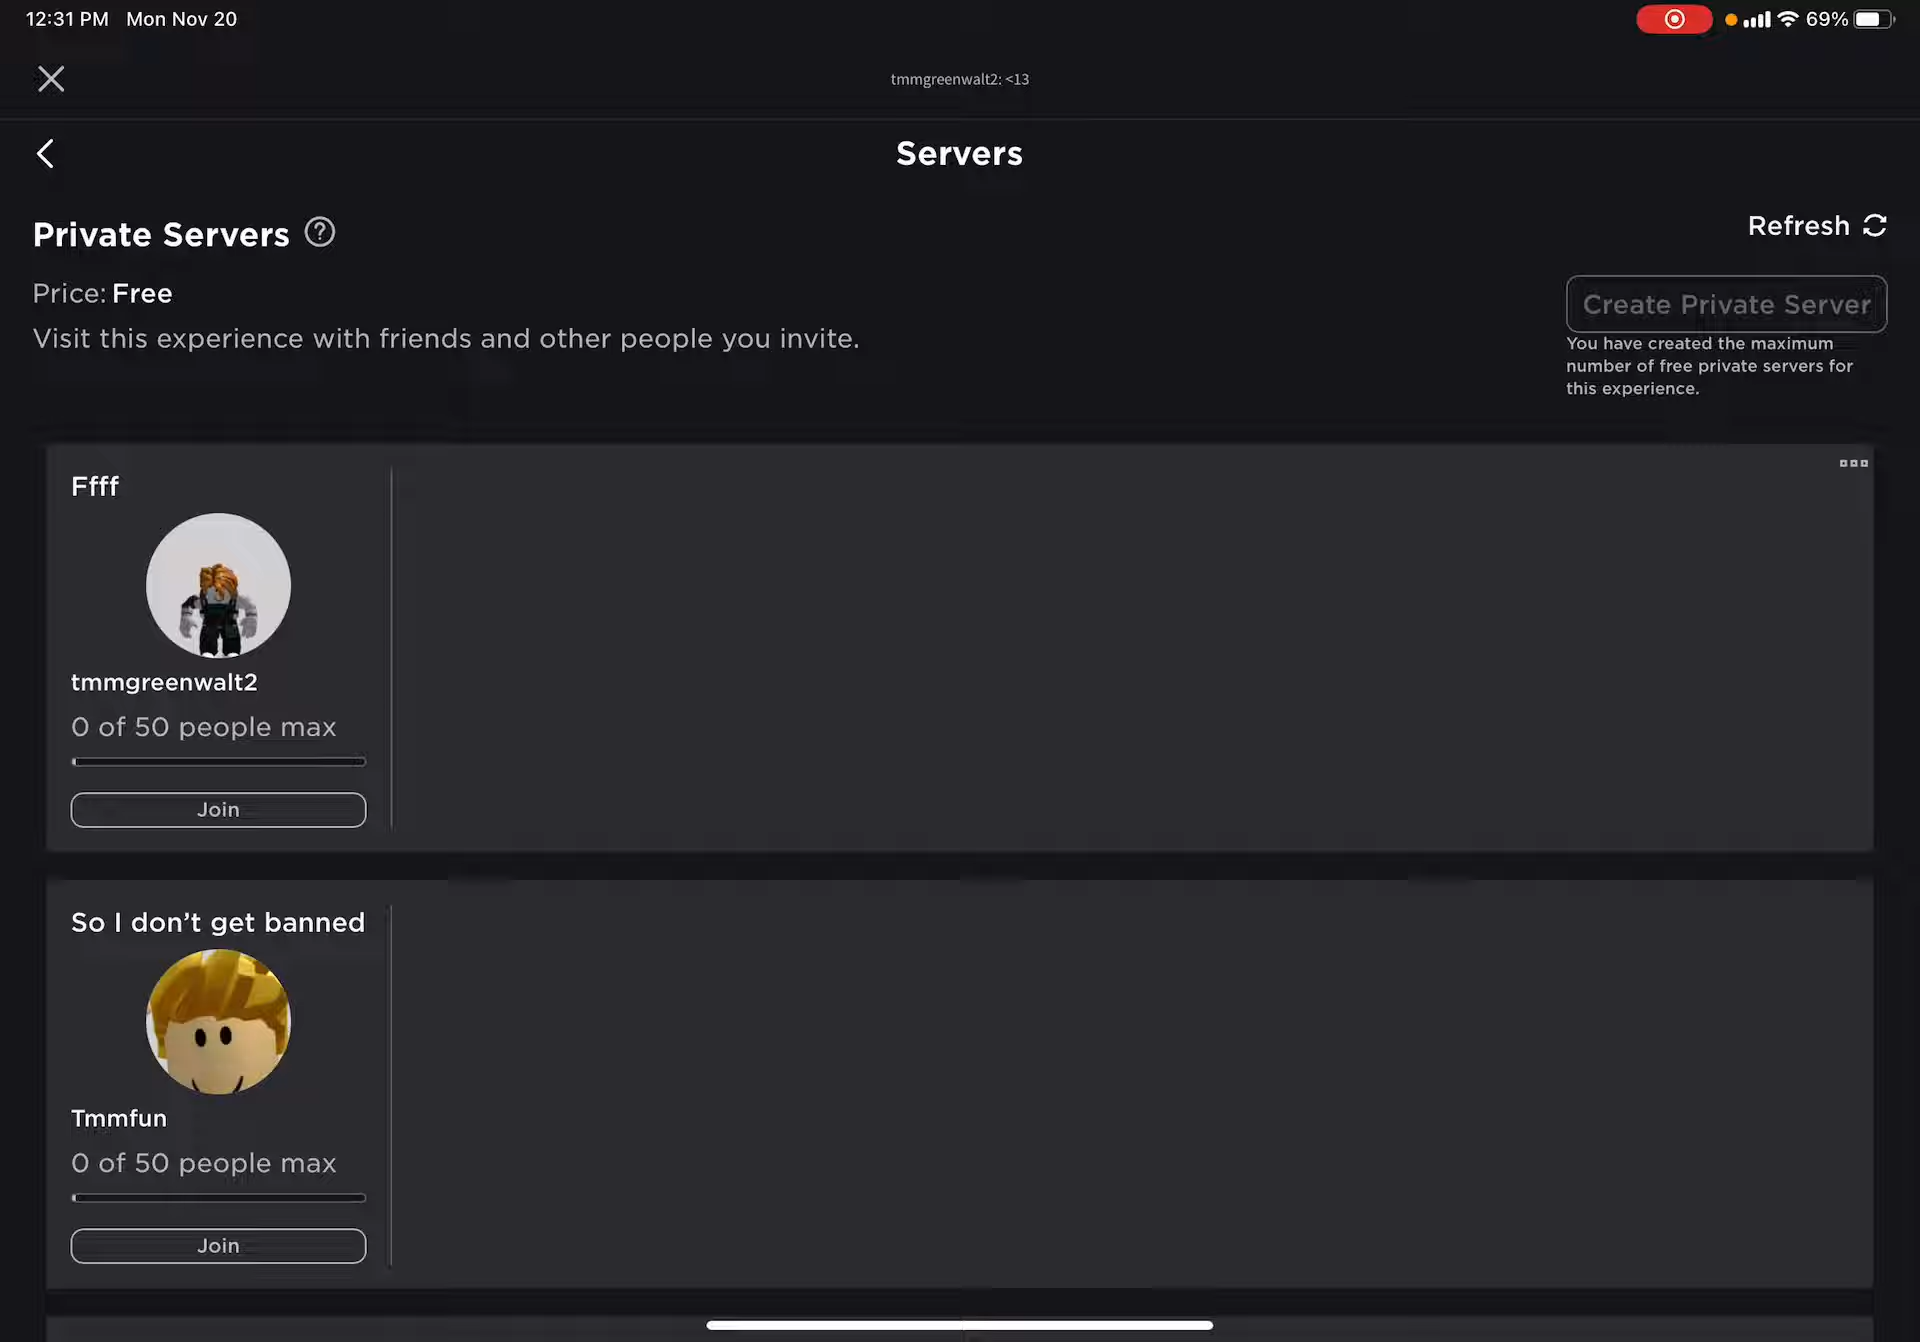 12:31 PM Mon Nov 20
69%
tmmgreenwalt2: <13
Servers
Private Servers ?
Refresh
Price: Free
Create Private Server
Visit this experience with friends and other people you invite.
You have created the maximum
number of free private servers for
this experience.
Ffff
tmmgreenwalt2
0 of 50 people max
Join
So I don’t get banned
Tmmfun
0 of 50 people max
Join